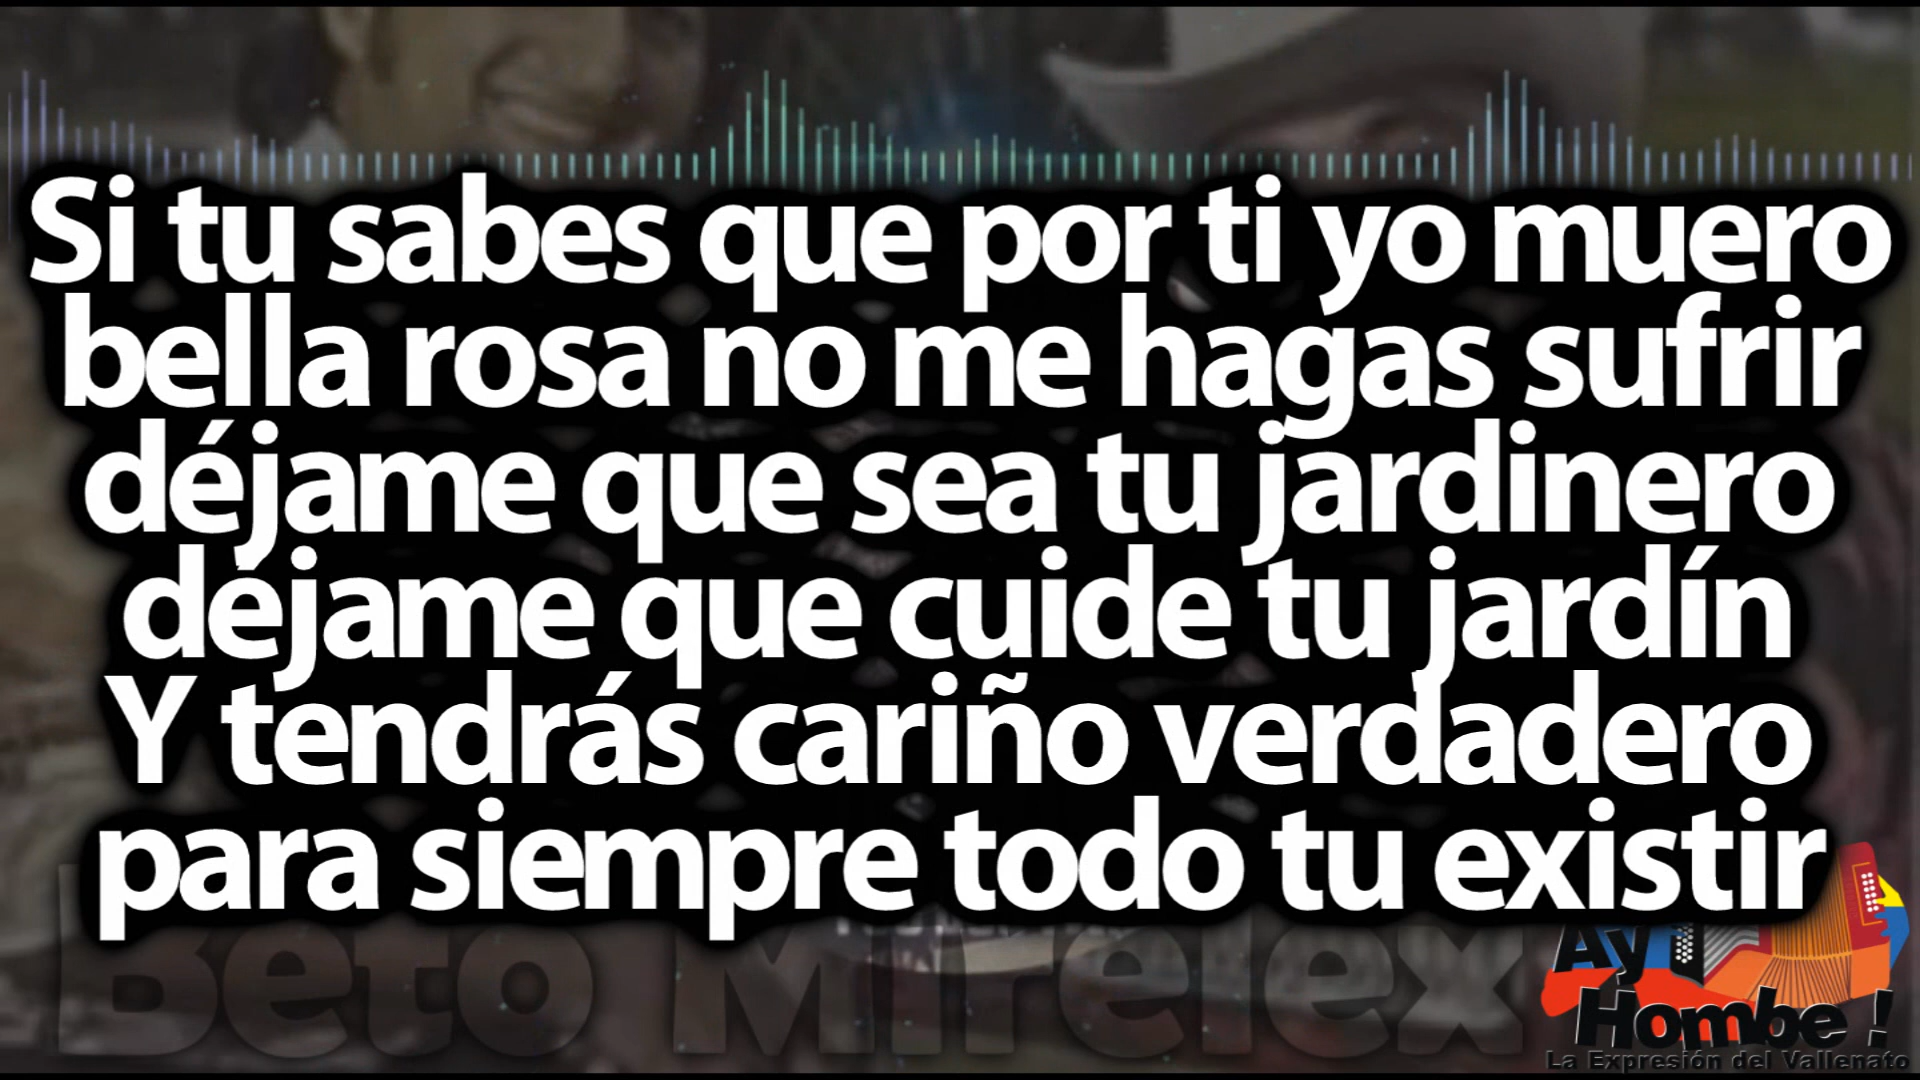 Si tu sabes que por ti yo muero
bella rosa no me hagas sufrir
déjame que sea tu jardinero
déjame que cuide tu jardín
Y tendrás cariño verdadero
para siempre todo tu existir
Beto Mirelex
Ay
Hombe !
La Expresión del Vallenato